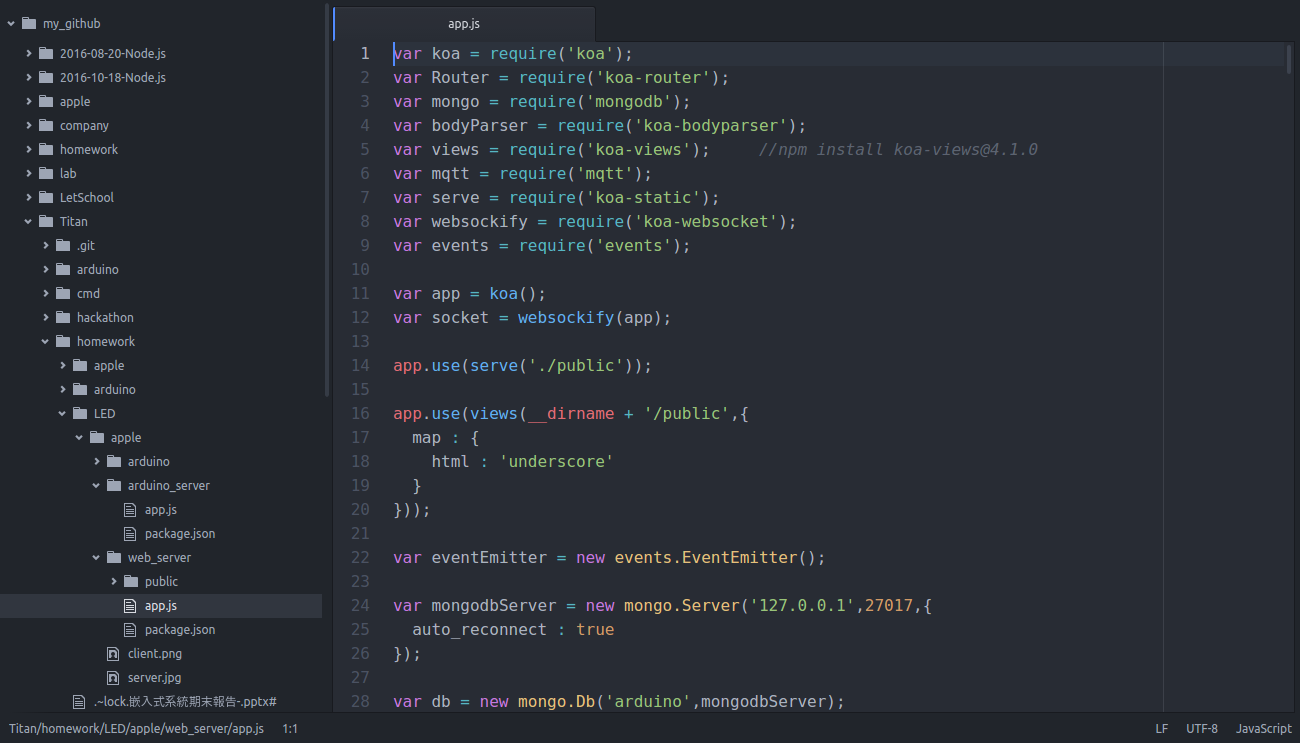 my_github
2016-08-20-Node.js
2016-10-18-Node.js
apple
company
homework
lab
LetSchool
Titan
.git
arduino
cmd
hackathon
homework
apple
arduino
LED
apple
arduino
arduino_server
app.js
package.json
web_server
public
app.js
package.json
client.png
server.jpg
.~lock.嵌入式系統期末報告-.pptx#
app.js
1 var koa = require('koa');
2 var Router = require('koa-router');
3 var mongo = require('mongodb');
4 var bodyParser = require('koa-bodyparser');
5 var views = require('koa-views');     //npm install koa-views@4.1.0
6 var mqtt = require('mqtt');
7 var serve = require('koa-static');
8 var websockify = require('koa-websocket');
9 var events = require('events');
10
11 var app = koa();
12 var socket = websockify(app);
13
14 app.use(serve('./public'));
15
16 app.use(views(__dirname + '/public',{
17   map : {
18     html : 'underscore'
19   }
20 }));
21
22 var eventEmitter = new events.EventEmitter();
23
24 var mongodbServer = new mongo.Server('127.0.0.1',27017,{
25   auto_reconnect : true
26 });
27
28 var db = new mongo.Db('arduino',mongodbServer);
Titan/homework/LED/apple/web_server/app.js 1:1 LF UTF-8 JavaScript